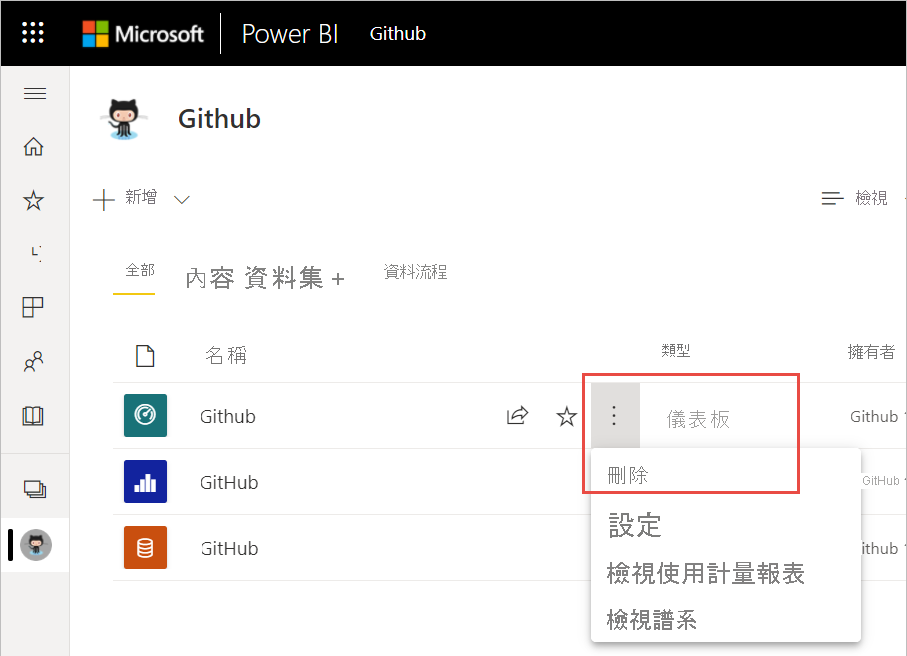 Microsoft Power BI Github
Github
新增
檢視
全部 內容 資料集 + 資料流程
名稱 類型 擁有者
Github 儀表板 Github
GitHub GitHub
GitHub ithub
刪除
設定
檢視使用計量報表
檢視譜系